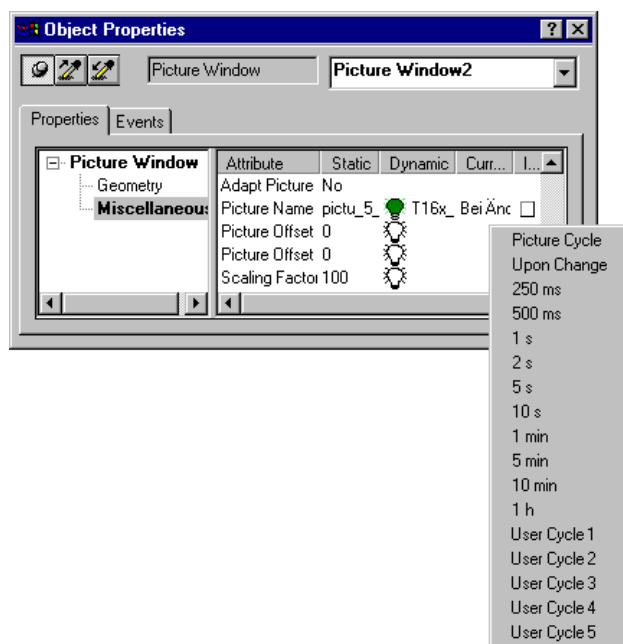 Object Properties
Picture Window Picture Window2
Properties Events
Picture Window
Geometry
Miscellaneous
Attribute Static Dynamic Curr... I...
Adapt Picture No
Picture Name pictu_5_ T16x_ Bei Änd
Picture Offset 0
Picture Offset 0
Scaling Factor 100
Picture Cycle
Upon Change
250 ms
500 ms
1 s
2 s
5 s
10 s
1 min
5 min
10 min
1 h
User Cycle 1
User Cycle 2
User Cycle 3
User Cycle 4
User Cycle 5